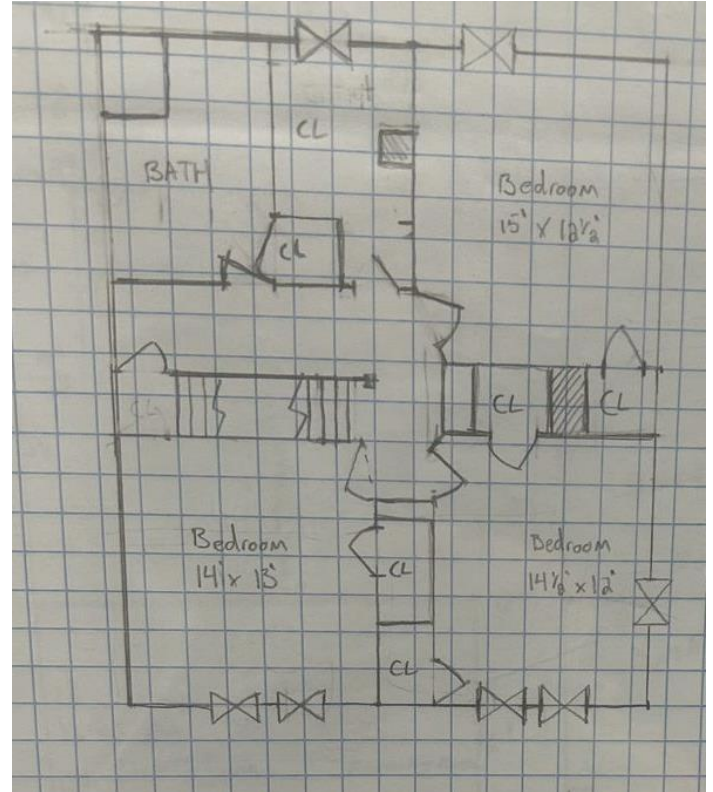 CL
BATH
Bedroom
15' X 12½'
CL
CL
CL
CL
Bedroom
14' x 13'
Bedroom
14½' x 12'
CL
CL